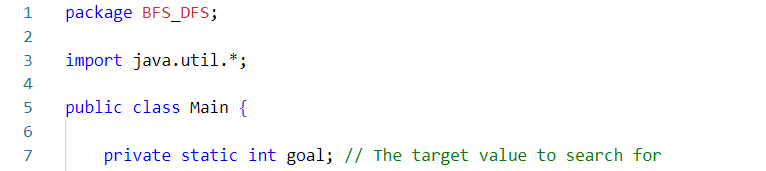 1 package BFS_DFS;
2
3 import java.util.*;
4
5 public class Main {
6
7 private static int goal; // The target value to search for